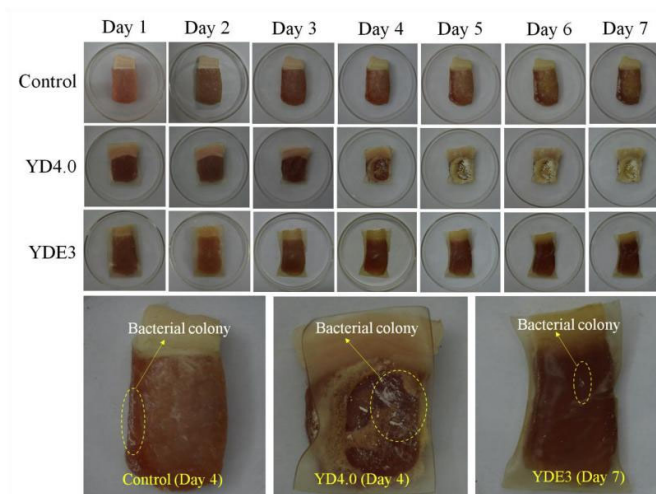 Day 1 Day 2 Day 3 Day 4 Day 5 Day 6 Day 7
Control
YD4.0
YDE3
Bacterial colony Bacterial colony Bacterial colony
Control (Day 4) YD4.0 (Day 4) YDE3 (Day 7)